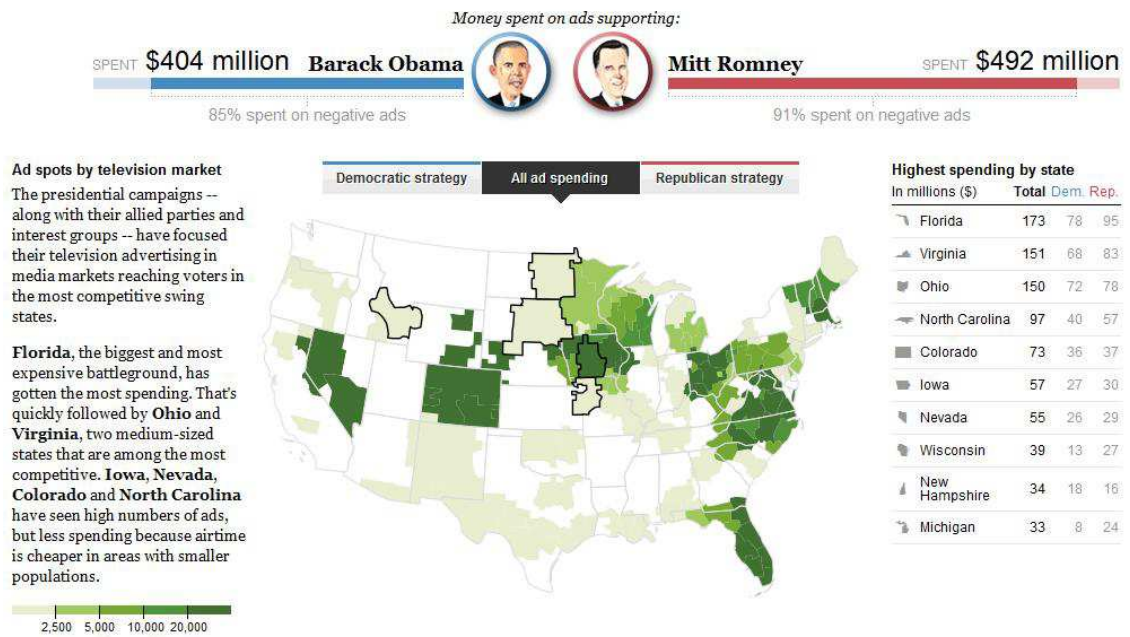 Money spent on ads supporting:
SPENT $404 million Barack Obama
Mitt Romney SPENT $492 million
85% spent on negative ads
91% spent on negative ads
Ad spots by television market
The presidential campaigns --
along with their allied parties and
interest groups -- have focused
their television advertising in
media markets reaching voters in
the most competitive swing
states.
Florida, the biggest and most
expensive battleground, has
gotten the most spending. That's
quickly followed by Ohio and
Virginia, two medium-sized
states that are among the most
competitive. Iowa, Nevada,
Colorado and North Carolina
have seen high numbers of ads,
but less spending because airtime
is cheaper in areas with smaller
populations.
2,500 5,000 10,000 20,000
Democratic strategy All ad spending Republican strategy
Highest spending by state
In millions ($) Total Dem. Rep.
Florida 173 78 95
Virginia 151 68 83
Ohio 150 72 78
North Carolina 97 40 57
Colorado 73 36 37
Iowa 57 27 30
Nevada 55 26 29
Wisconsin 39 13 27
New
Hampshire 34 18 16
Michigan 33 8 24